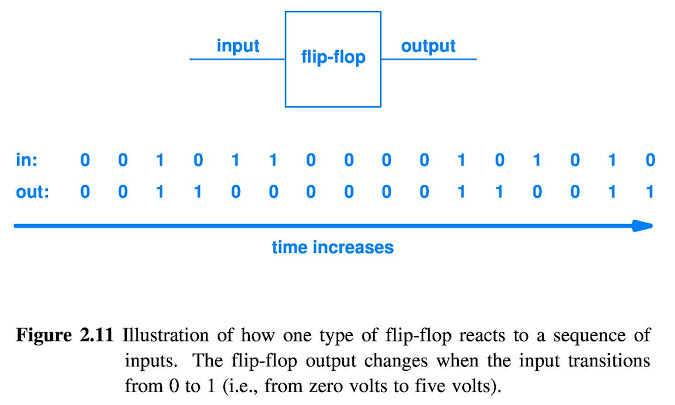 input
flip-flop
output
in: 0 0 1 0 1 1 0 0 0 0 1 0 1 0 1 0
out: 0 0 1 1 0 0 0 0 0 0 1 1 0 0 1 1
time increases
Figure 2.11 Illustration of how one type of flip-flop reacts to a sequence of
inputs. The flip-flop output changes when the input transitions
from 0 to 1 (i.e., from zero volts to five volts).